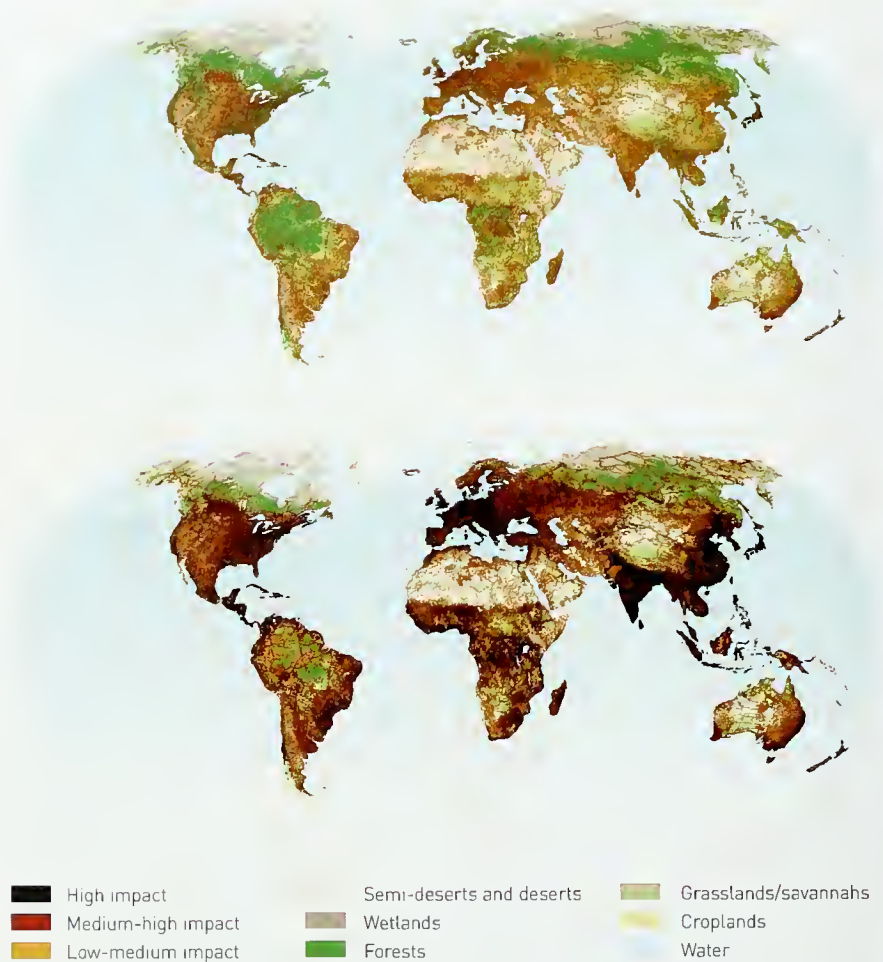 High impact
Medium-high impact
Low-medium impact
Semi-deserts and deserts
Wetlands
Forests
Grasslands/savannahs
Croplands
Water